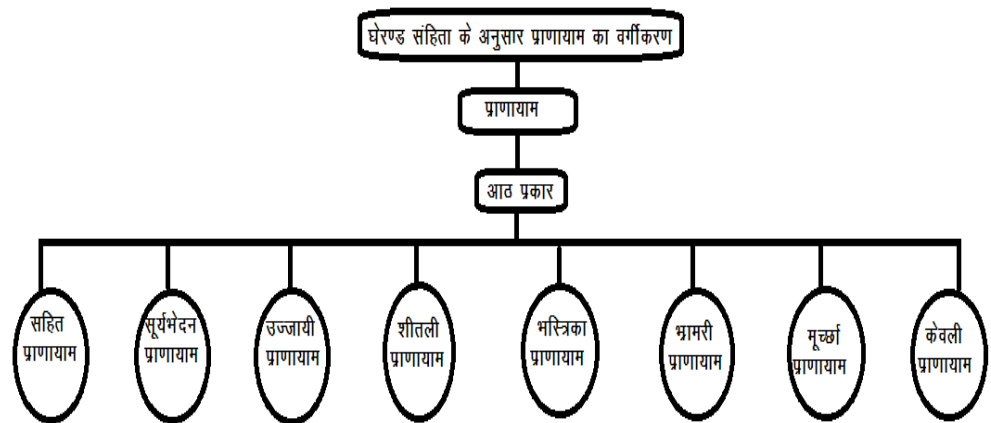 घेरण्ड संहिता के अनुसार प्राणायाम का वर्गीकरण
प्राणायाम
आठ प्रकार
सहित
प्राणायाम
सूर्यभेदन
प्राणायाम
उज्जायी
प्राणायाम
शीतली
प्राणायाम
भस्त्रिका
प्राणायाम
भ्रामरी
प्राणायाम
मूर्च्छा
प्राणायाम
केवली
प्राणायाम